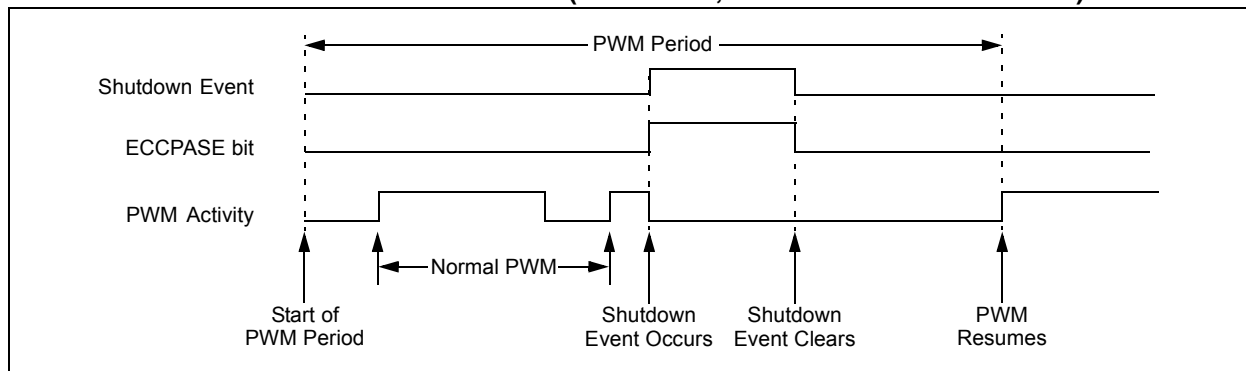 PWM Period
Shutdown Event
ECCPASE bit
PWM Activity
Normal PWM
Start of
PWM Period
Shutdown
Event Occurs
Shutdown
Event Clears
PWM
Resumes